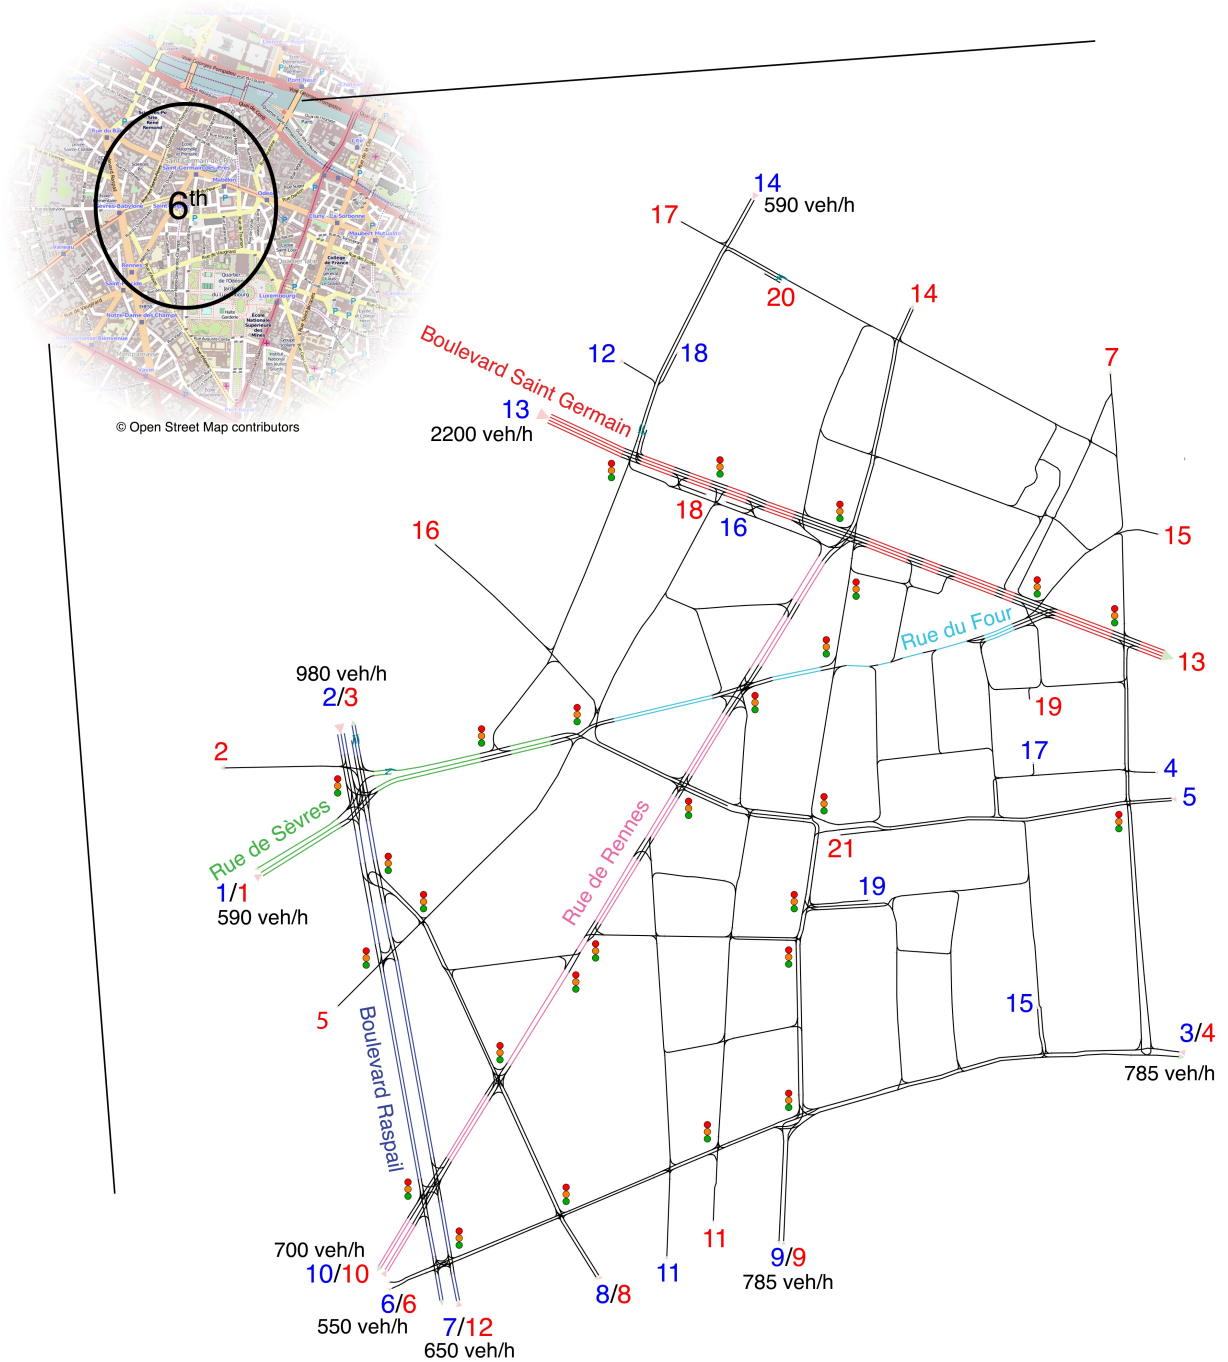 6th
© Open Street Map contributors
14
590 veh/h
17
20
14
Boulevard Saint Germain
12
18
7
13
2200 veh/h
18
16
16
15
Rue du Four
13
980 veh/h
2/3
19
2
17
4
5
Rue de Sèvres
Rue de Rennes
21
1/1
590 veh/h
19
5
Boulevard Raspail
15
3/4
785 veh/h
700 veh/h
10/10
11
9/9
785 veh/h
11
6/6
550 veh/h
8/8
7/12
650 veh/h